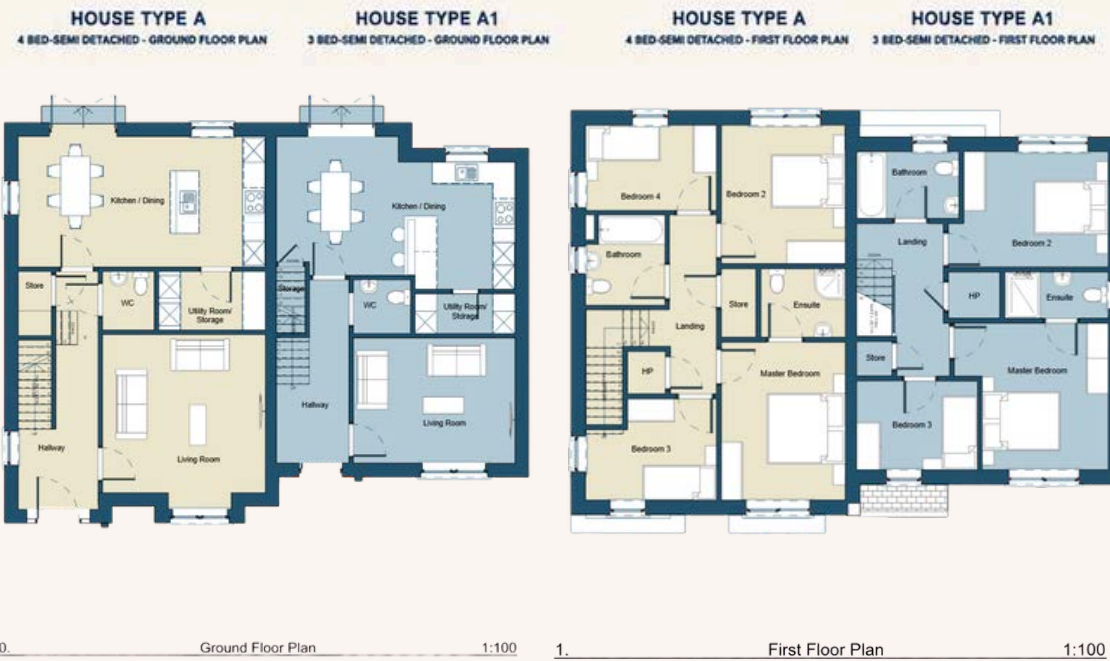 HOUSE TYPE A
4 BED-SEMI DETACHED - GROUND FLOOR PLAN
HOUSE TYPE A1
3 BED-SEMI DETACHED - GROUND FLOOR PLAN
HOUSE TYPE A
4 BED-SEMI DETACHED - FIRST FLOOR PLAN
HOUSE TYPE A1
3 BED-SEMI DETACHED - FIRST FLOOR PLAN
Kitchen / Dining
Store
WC
Utility Room/
Storage
Hallway
Living Room
Kitchen / Dining
Storage
WC
Utility Room/
Storage
Hallway
Living Room
Bedroom 4
Bedroom 2
Bathroom
Store
Ensuite
Landing
HP
Master Bedroom
Bedroom 3
Bathroom
Landing
Bedroom 2
HP
Ensuite
Store
Master Bedroom
Bedroom 3
0.
Ground Floor Plan
1:100
1.
First Floor Plan
1:100